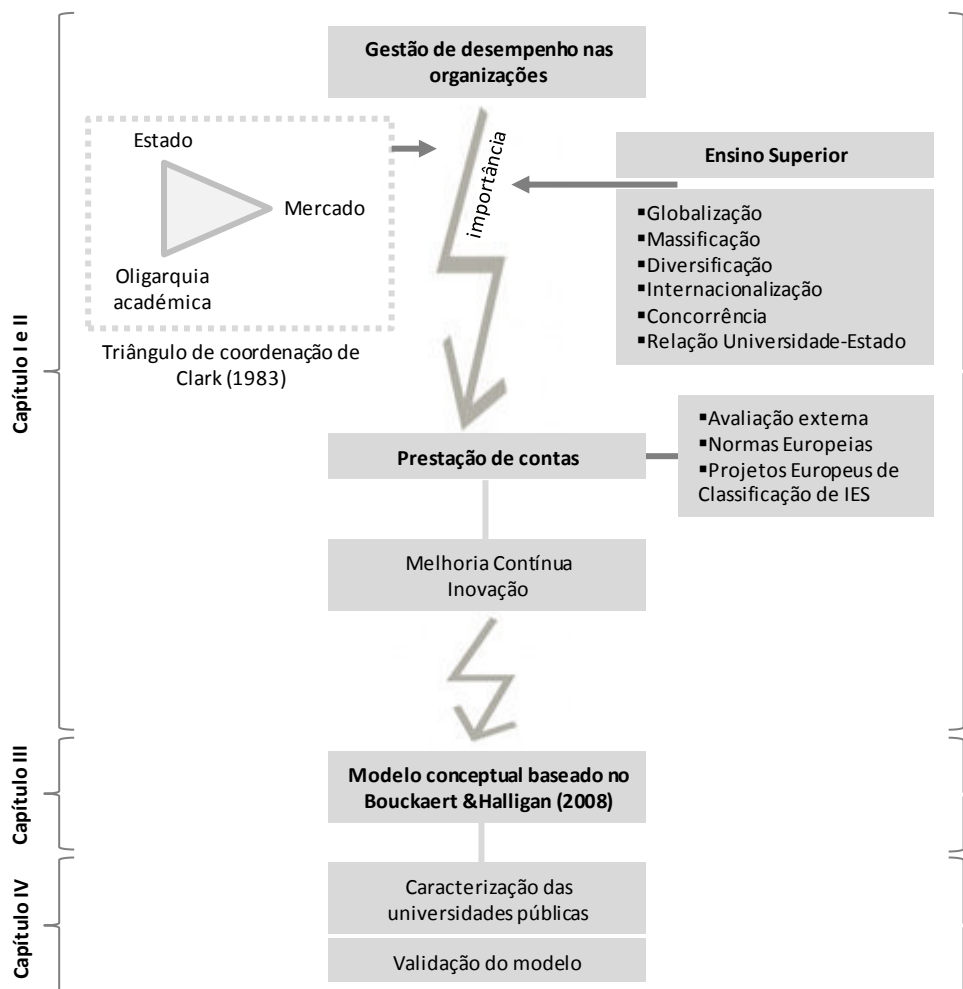 Gestão de desempenho nas
organizações
Estado
Mercado
Oligarquia
académica
Triângulo de coordenação de
Clark (1983)
importância
Ensino Superior
▪Globalização
▪Massificação
▪Diversificação
▪Internacionalização
▪Concorrência
▪Relação Universidade-Estado
Capítulo I e II
Prestação de contas
▪Avaliação externa
▪Normas Europeias
▪Projetos Europeus de
Classificação de IES
Melhoria Contínua
Inovação
Capítulo III
Modelo conceptual baseado no
Bouckaert &Halligan (2008)
Capítulo IV
Caracterização das
universidades públicas
Validação do modelo